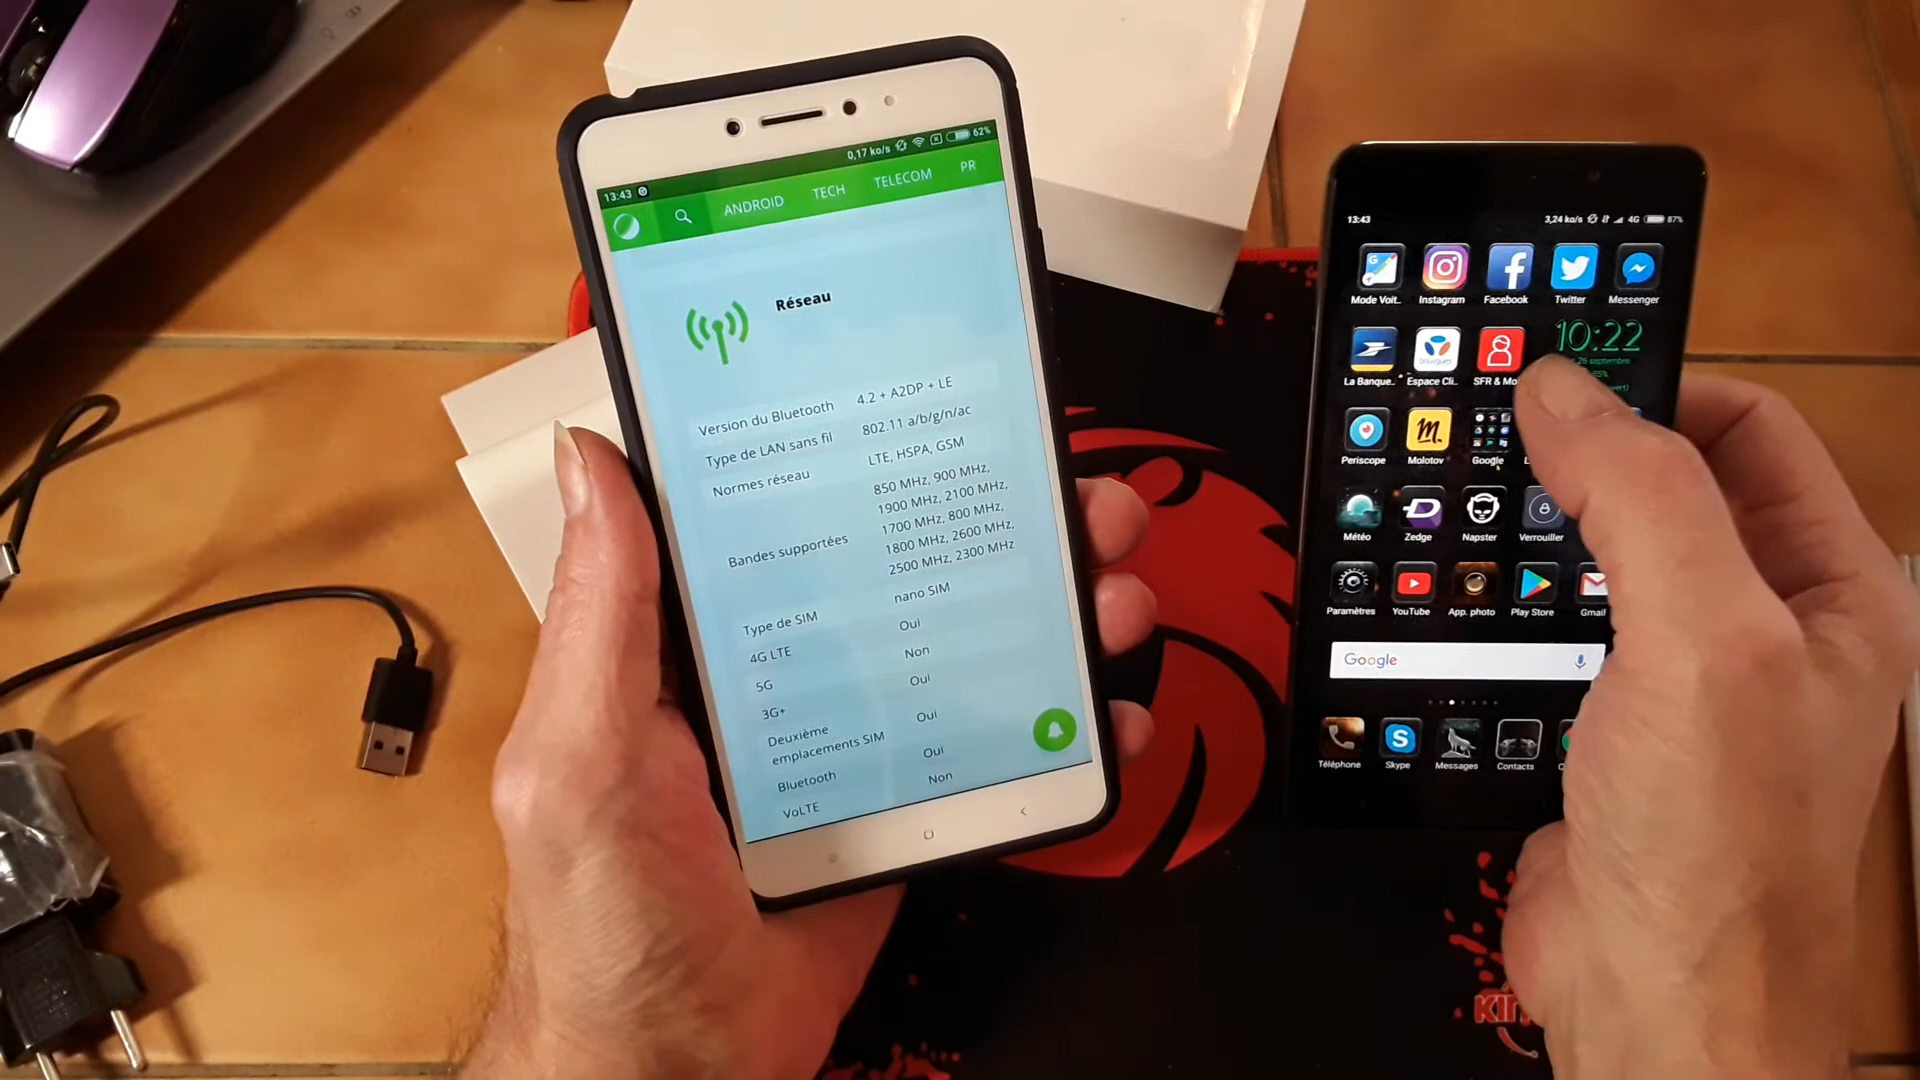 13:43
0,17 ko/s
62%
ANDROID
TECH
TELECOM
PR
Réseau
Version du Bluetooth 4.2 + A2DP + LE
Type de LAN sans fil 802.11 a/b/g/n/ac
Normes réseau LTE, HSPA, GSM
Bandes supportées
850 MHz, 900 MHz,
1900 MHz, 2100 MHz,
1700 MHz, 800 MHz,
1800 MHz, 2600 MHz,
2500 MHz, 2300 MHz
Type de SIM nano SIM
4G LTE Oui
5G Non
3G+ Oui
Deuxième
emplacements SIM Oui
Bluetooth Oui
VoLTE Non
13:43
3,24 ko/s 4G 87%
Mode Voit.. Instagram Facebook Twitter Messenger
10:22
26 septembre
La Banque.. Espace Cli.. SFR & Mo
bouygues
Periscope Molotov Google
Météo Zedge Napster Verrouiller
Paramètres YouTube App. photo Play Store Gmail
Google
Téléphone Skype Messages Contacts
KIN